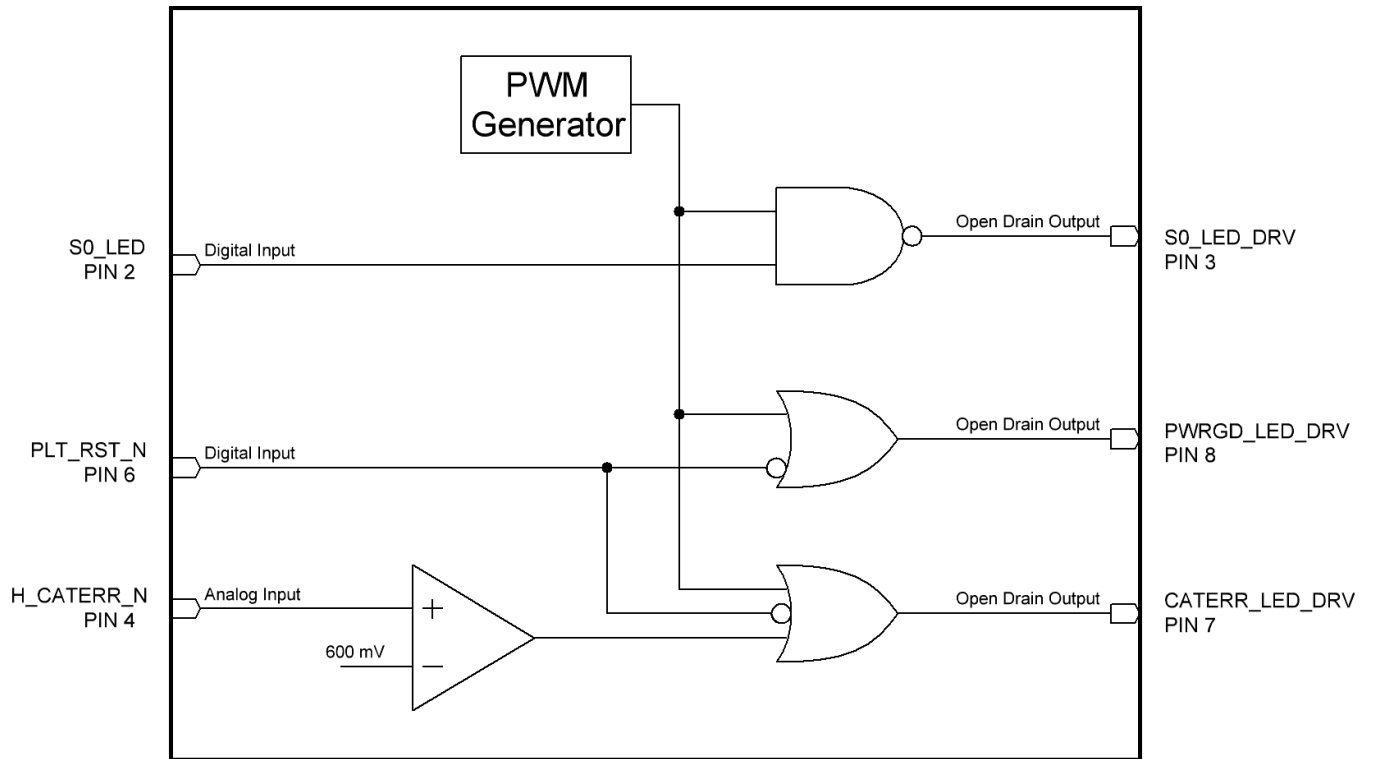 PWM
Generator
S0_LED
PIN 2
Digital Input
Open Drain Output
S0_LED_DRV
PIN 3
PLT_RST_N
PIN 6
Digital Input
Open Drain Output
PWRGD_LED_DRV
PIN 8
H_CATERR_N
PIN 4
Analog Input
+
600 mV
−
Open Drain Output
CATERR_LED_DRV
PIN 7